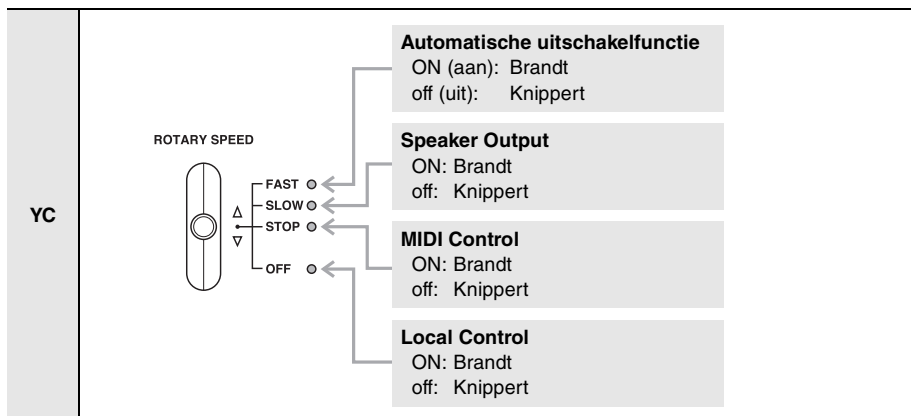 YC
ROTARY SPEED
FAST
SLOW
STOP
OFF
Automatische uitschakelfunctie
ON (aan): Brandt
off (uit): Knippert
Speaker Output
ON: Brandt
off: Knippert
MIDI Control
ON: Brandt
off: Knippert
Local Control
ON: Brandt
off: Knippert